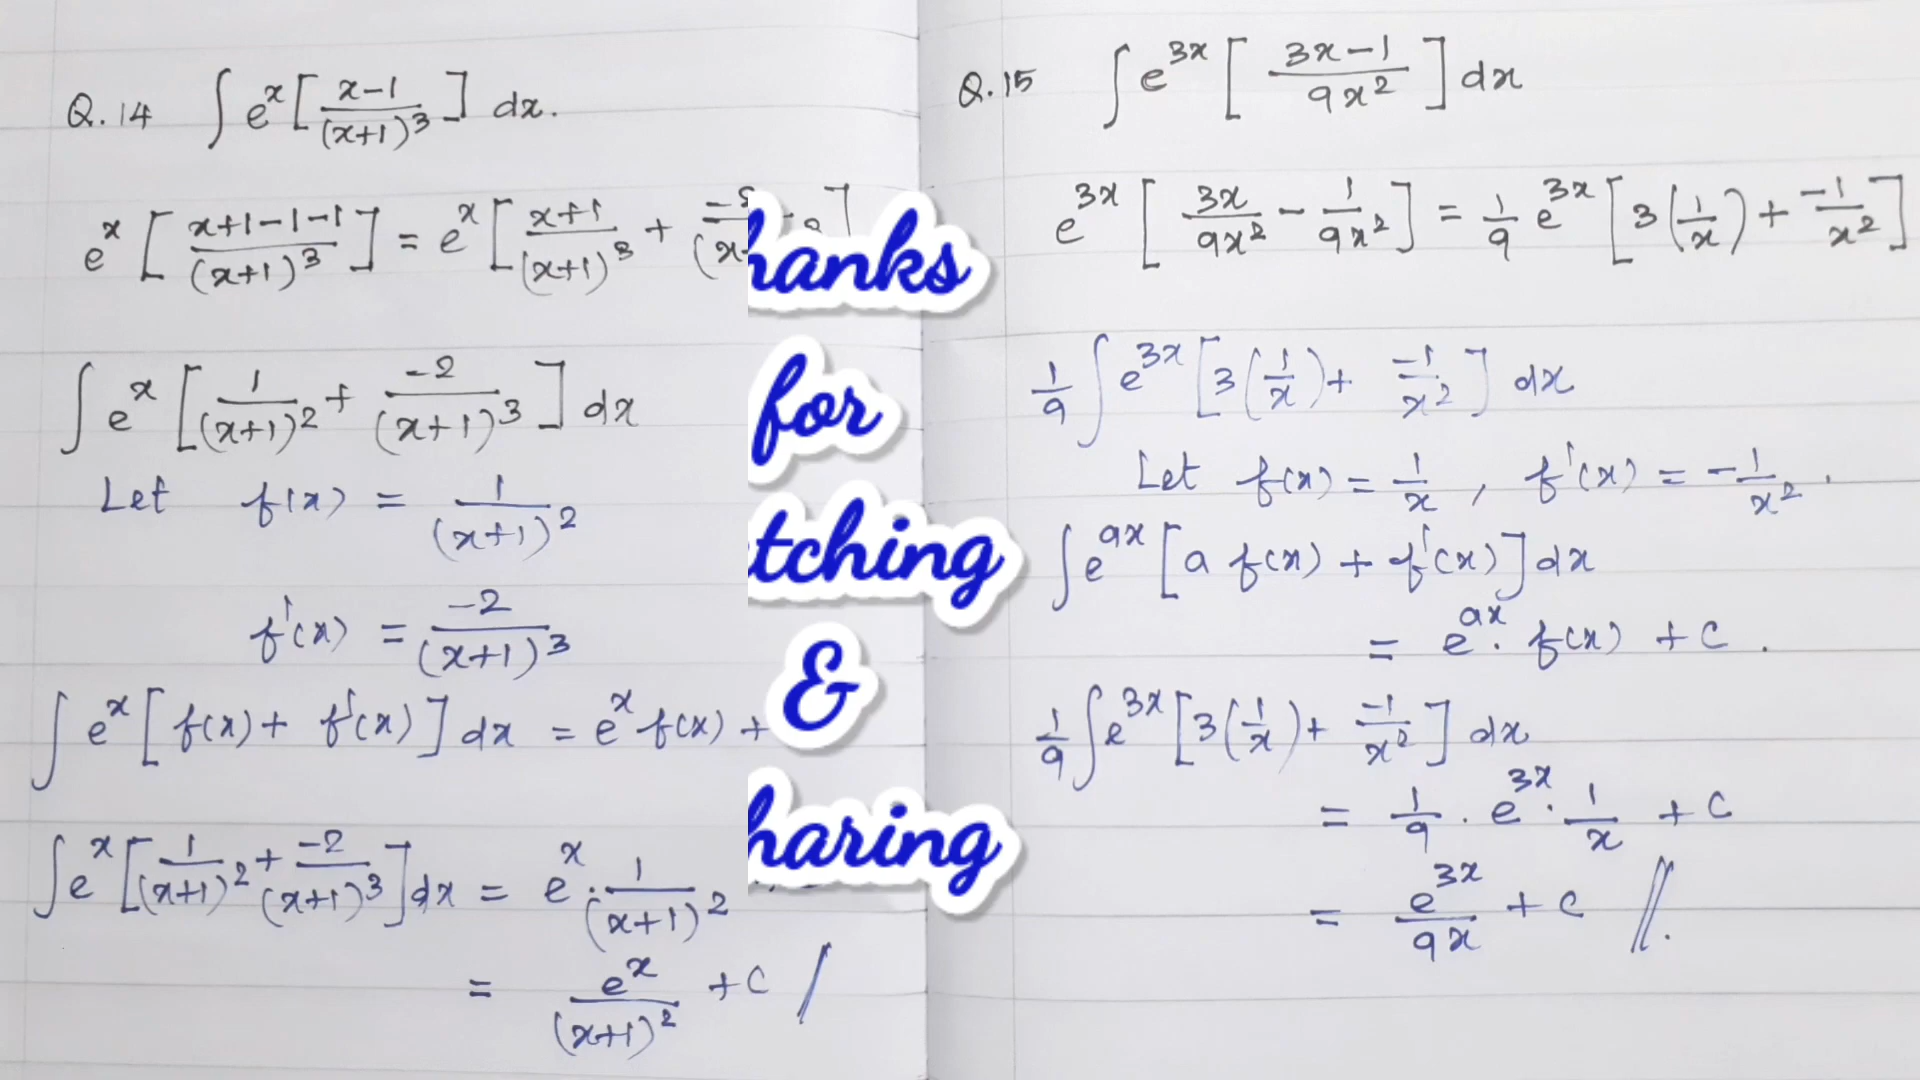 Q.14 ∫ e^x [ (x-1)/(x+1)^3 ] dx.
e^x [ (x+1-1-1)/(x+1)^3 ] = e^x [ (x+1)/(x+1)^3 +
∫ e^x [ 1/(x+1)^2 + -2/(x+1)^3 ] dx
Let f(x) = 1/(x+1)^2
f'(x) = -2/(x+1)^3
∫ e^x [ f(x) + f'(x) ] dx = e^x f(x) +
∫ e^x [ 1/(x+1)^2 + -2/(x+1)^3 ] dx = e^x . 1/(x+1)^2
= e^x/(x+1)^2 + c /
hanks
for
tching
&
haring
Q.15 ∫ e^3x [ (3x-1)/9x^2 ] dx
e^3x [ 3x/9x^2 - 1/9x^2 ] = 1/9 e^3x [ 3(1/x) + -1/x^2 ]
1/9 ∫ e^3x [ 3(1/x) + -1/x^2 ] dx
Let f(x) = 1/x , f'(x) = -1/x^2 .
∫ e^ax [ a f(x) + f'(x) ] dx
= e^ax . f(x) + c .
1/9 ∫ e^3x [ 3(1/x) + -1/x^2 ] dx
= 1/9 . e^3x . 1/x + c
= e^3x/9x + c //.